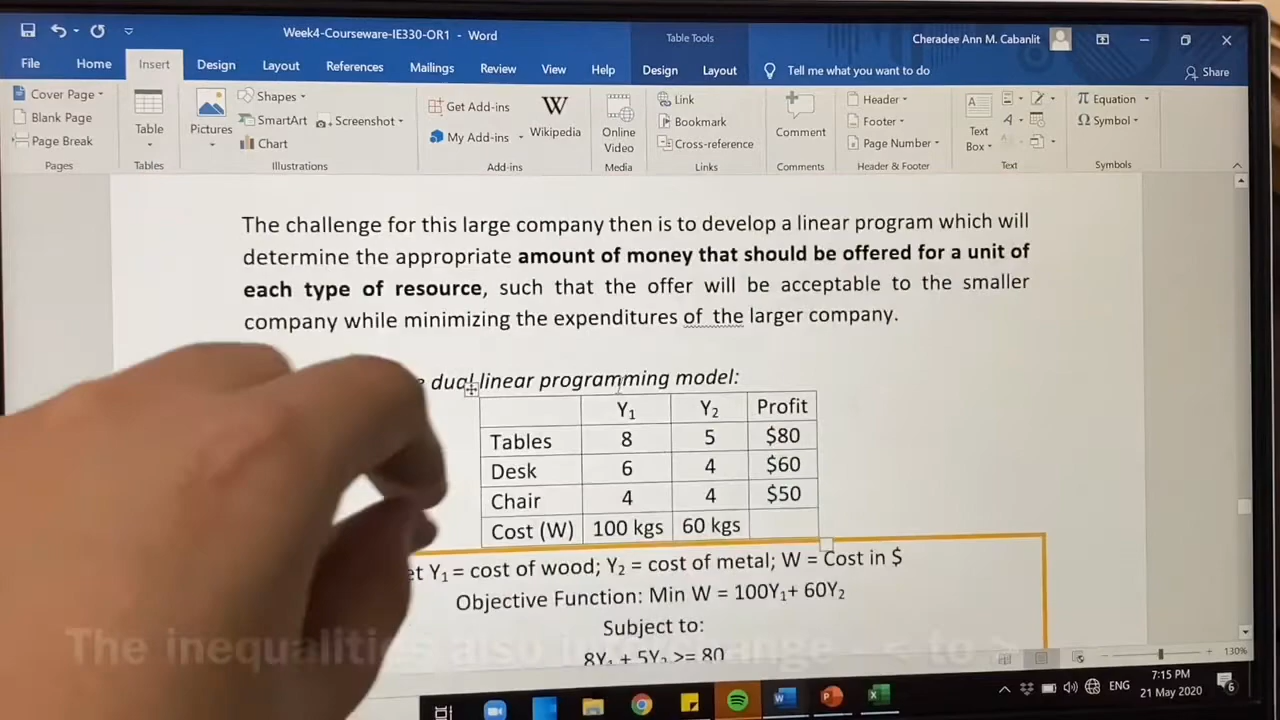 Week4-Courseware-IE330-OR1 - Word
Table Tools
Cheradee Ann M. Cabanlit
File Home Insert Design Layout References Mailings Review View Help Design Layout Tell me what you want to do Share
Cover Page
Blank Page
Page Break
Pages
Table
Tables
Pictures
Shapes
SmartArt
Chart
Screenshot
Illustrations
Get Add-ins
My Add-ins
W
Wikipedia
Add-ins
Online
Video
Media
Link
Bookmark
Cross-reference
Links
Comment
Comments
Header
Footer
Page Number
Header & Footer
A
Text
Box
Text
π Equation
Ω Symbol
Symbols
The challenge for this large company then is to develop a linear program which will
determine the appropriate amount of money that should be offered for a unit of
each type of resource, such that the offer will be acceptable to the smaller
company while minimizing the expenditures of the larger company.
dual linear programming model:
Y₁ Y₂ Profit
Tables 8 5 $80
Desk 6 4 $60
Chair 4 4 $50
Cost (W) 100 kgs 60 kgs
Y₁ = cost of wood; Y₂ = cost of metal; W = Cost in $
Objective Function: Min W = 100Y₁+ 60Y₂
Subject to:
8Y₁ + 5Y₂ >= 80
The inequalities also change - < to >
130%
ENG
7:15 PM
21 May 2020
6